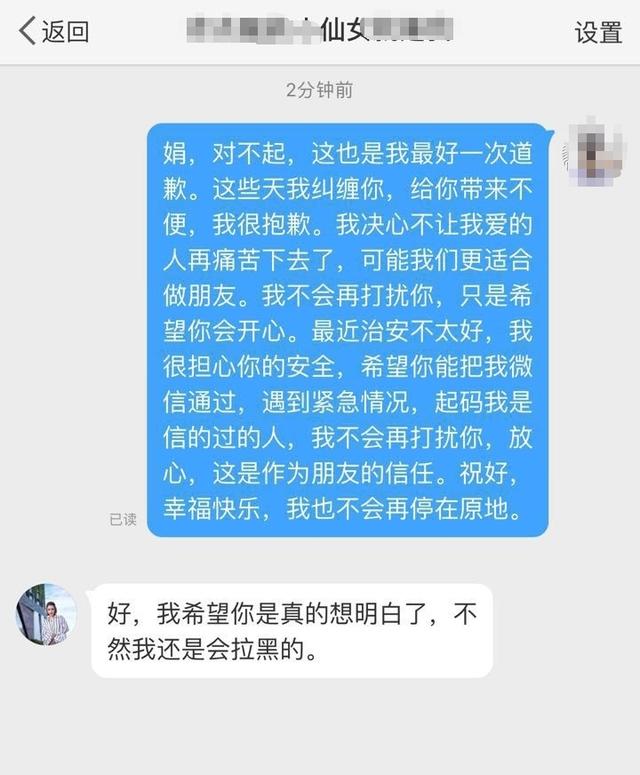 返回
仙女
设置
2分钟前
娟，对不起，这也是我最好一次道
歉。这些天我纠缠你，给你带来不
便，我很抱歉。我决心不让我爱的
人再痛苦下去了，可能我们更适合
做朋友。我不会再打扰你，只是希
望你会开心。最近治安不太好，我
很担心你的安全，希望你能把我微
信通过，遇到紧急情况，起码我是
信的过的人，我不会再打扰你，放
心，这是作为朋友的信任。祝好，
幸福快乐，我也不会再停在原地。
已读
好，我希望你是真的想明白了，不
然我还是会拉黑的。